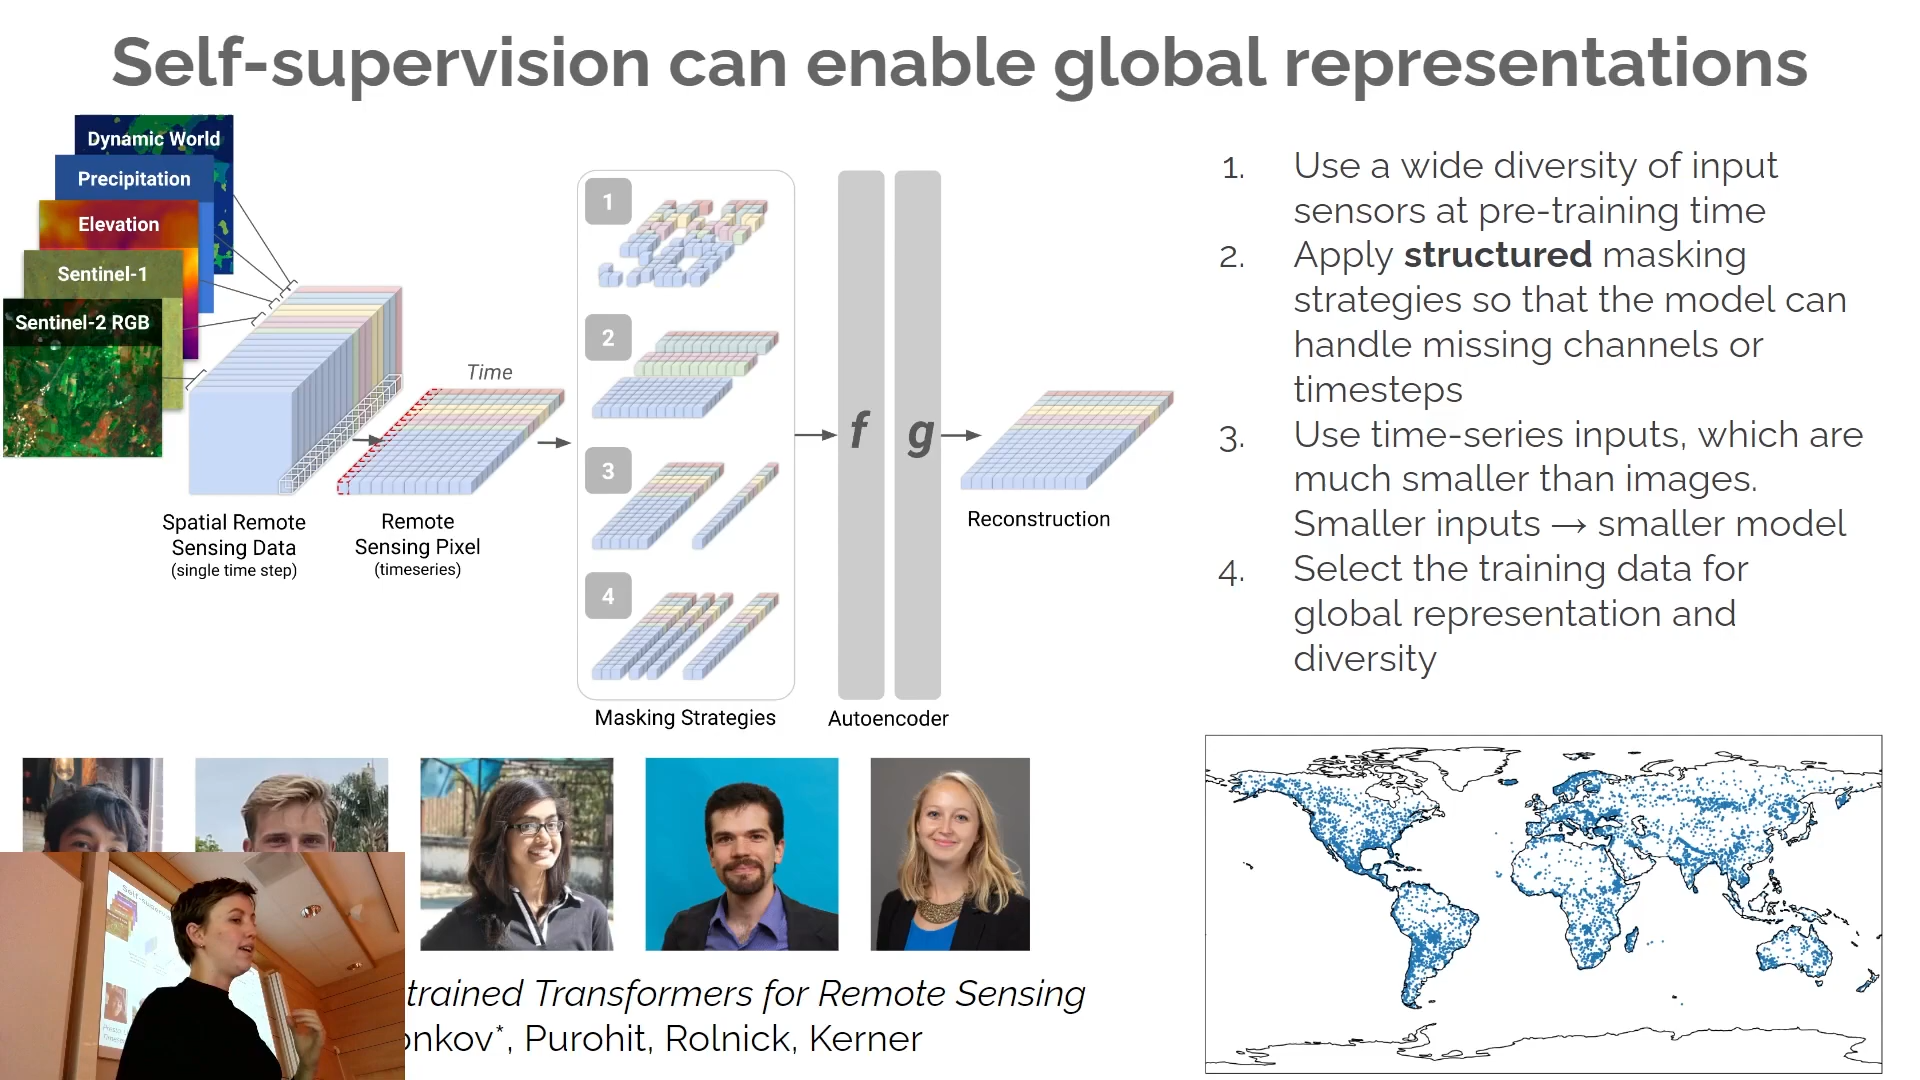 Self-supervision can enable global representations
Dynamic World
Precipitation
Elevation
Sentinel-1
Sentinel-2 RGB
Time
1
2
3
4
f
g
Spatial Remote
Sensing Data
(single time step)
Remote
Sensing Pixel
(timeseries)
Masking Strategies
Autoencoder
Reconstruction
1. Use a wide diversity of input
sensors at pre-training time
2. Apply structured masking
strategies so that the model can
handle missing channels or
timesteps
3. Use time-series inputs, which are
much smaller than images.
Smaller inputs → smaller model
4. Select the training data for
global representation and
diversity
trained Transformers for Remote Sensing
onkov*, Purohit, Rolnick, Kerner